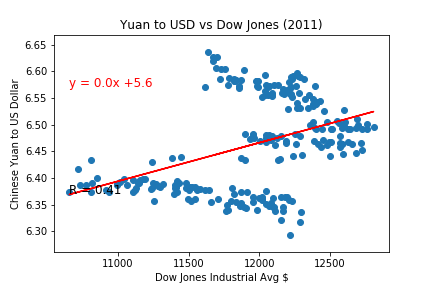 Yuan to USD vs Dow Jones (2011)
6.65
6.60
6.55
6.50
6.45
6.40
6.35
6.30
Chinese Yuan to US Dollar
y = 0.0x +5.6
R = 0.41
11000 11500 12000 12500
Dow Jones Industrial Avg $